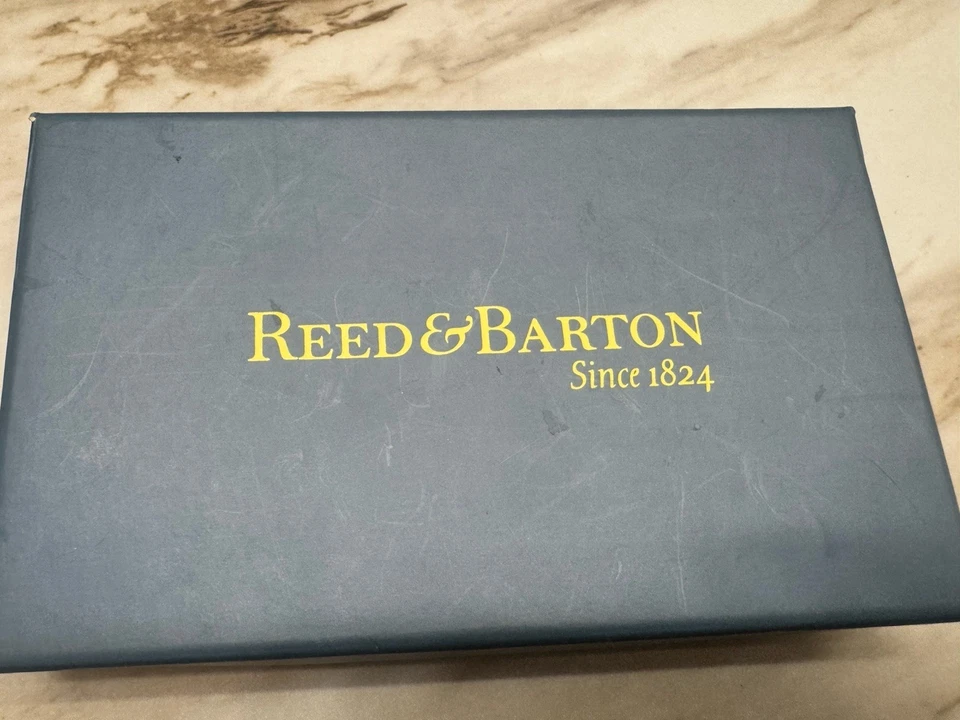 REED & BARTON
Since 1824